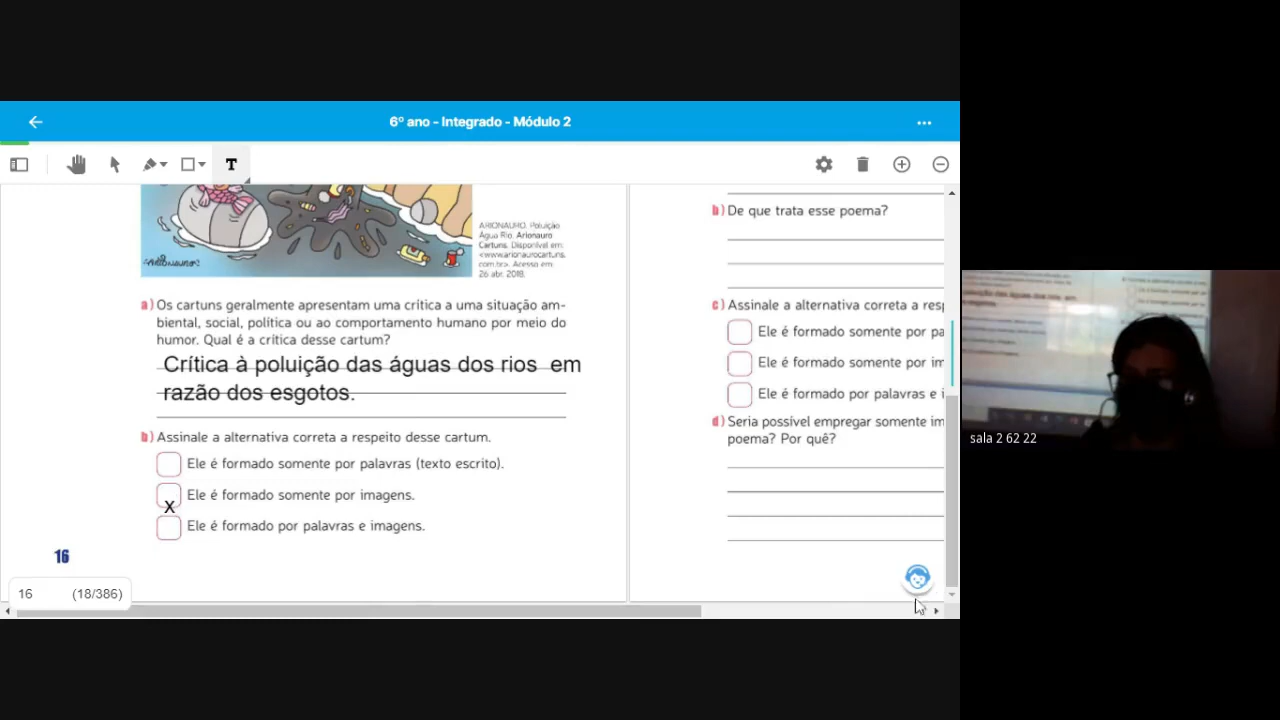 6º ano - Integrado - Módulo 2
T
ARIONAURO. Poluição
Água Rio. Arionauro
Cartuns. Disponível em:
<www.arionaurocartuns.
com.br>. Acesso em:
26 abr. 2018.
ARIONAURO
a) Os cartuns geralmente apresentam uma crítica a uma situação am-
biental, social, política ou ao comportamento humano por meio do
humor. Qual é a crítica desse cartum?
Crítica à poluição das águas dos rios em
razão dos esgotos.
b) Assinale a alternativa correta a respeito desse cartum.
Ele é formado somente por palavras (texto escrito).
Ele é formado somente por imagens.
x
Ele é formado por palavras e imagens.
16
16 (18/386)
b) De que trata esse poema?
c) Assinale a alternativa correta a resp
Ele é formado somente por pa
Ele é formado somente por im
Ele é formado por palavras e i
d) Seria possível empregar somente im
poema? Por quê?
sala 2 62 22